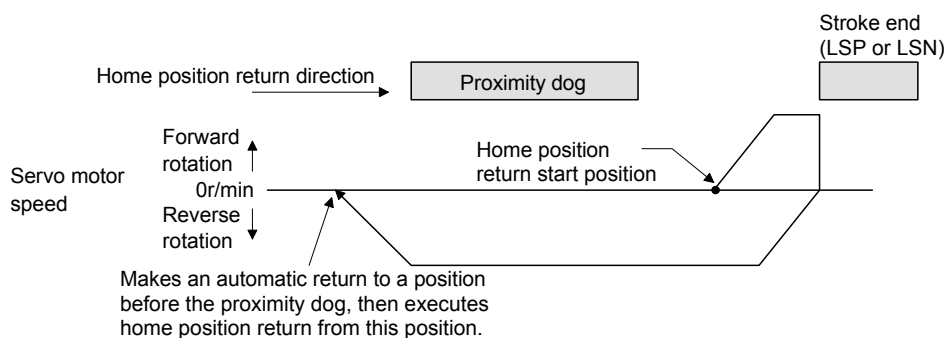 Stroke end
(LSP or LSN)
Home position return direction
Proximity dog
Forward
rotation
Home position
return start position
Servo motor
speed
0r/min
Reverse
rotation
Makes an automatic return to a position
before the proximity dog, then executes
home position return from this position.